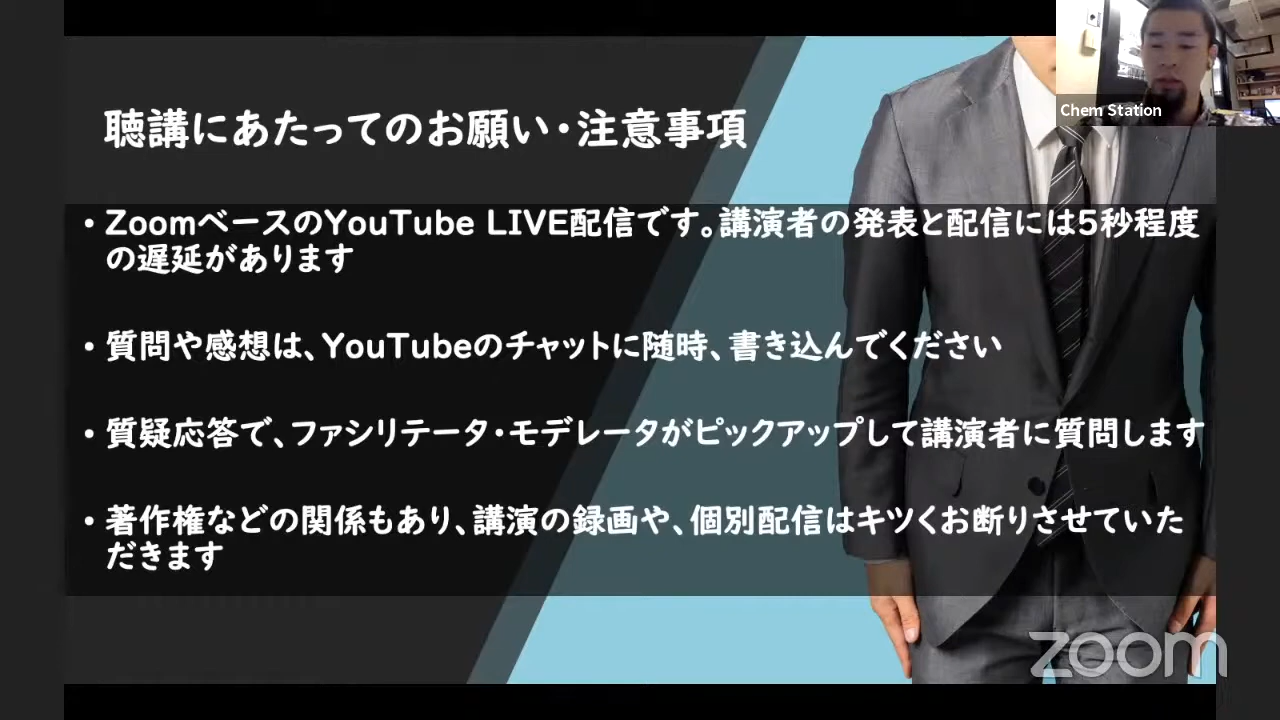 Chem Station
聴講にあたってのお願い・注意事項
• ZoomベースのYouTube LIVE配信です。講演者の発表と配信には5秒程度
の遅延があります
• 質問や感想は、YouTubeのチャットに随時、書き込んでください
• 質疑応答で、ファシリテータ・モデレータがピックアップして講演者に質問します
• 著作権などの関係もあり、講演の録画や、個別配信はキツくお断りさせていた
だきます
zoom